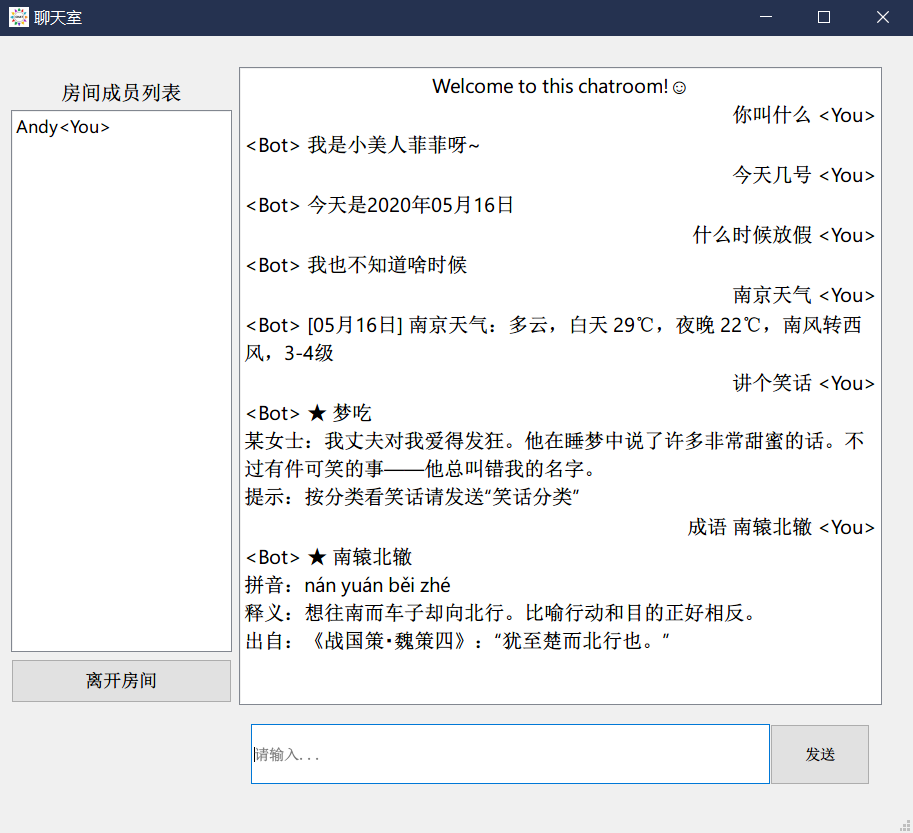 聊天室
房间成员列表
Andy<You>
离开房间
Welcome to this chatroom!☺
你叫什么 <You>
<Bot> 我是小美人菲菲呀~
今天几号 <You>
<Bot> 今天是2020年05月16日
什么时候放假 <You>
<Bot> 我也不知道啥时候
南京天气 <You>
<Bot> [05月16日] 南京天气：多云，白天 29℃，夜晚 22℃，南风转西
风，3-4级
讲个笑话 <You>
<Bot> ★ 梦吃
某女士：我丈夫对我爱得发狂。他在睡梦中说了许多非常甜蜜的话。不
过有件可笑的事——他总叫错我的名字。
提示：按分类看笑话请发送“笑话分类”
成语 南辕北辙 <You>
<Bot> ★ 南辕北辙
拼音：nán yuán běi zhé
释义：想往南而车子却向北行。比喻行动和目的正好相反。
出自：《战国策·魏策四》：“犹至楚而北行也。”
请输入...
发送